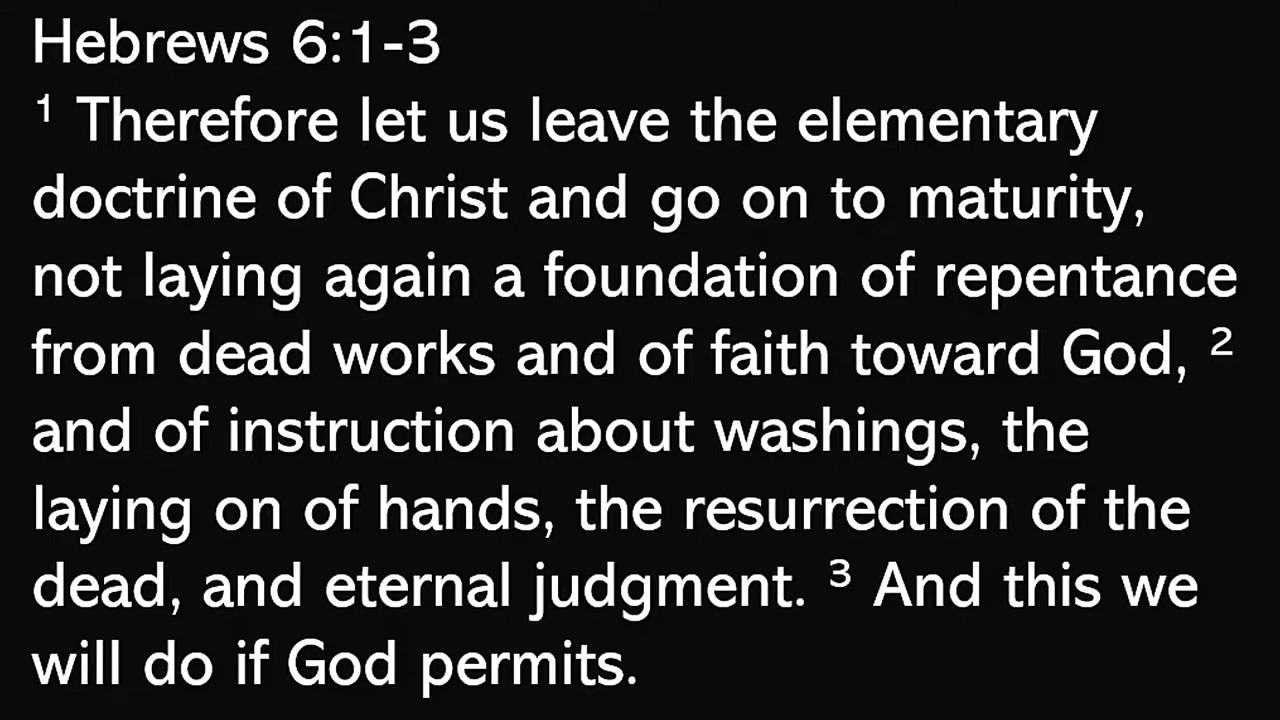 Hebrews 6:1-3
¹ Therefore let us leave the elementary
doctrine of Christ and go on to maturity,
not laying again a foundation of repentance
from dead works and of faith toward God, ²
and of instruction about washings, the
laying on of hands, the resurrection of the
dead, and eternal judgment. ³ And this we
will do if God permits.